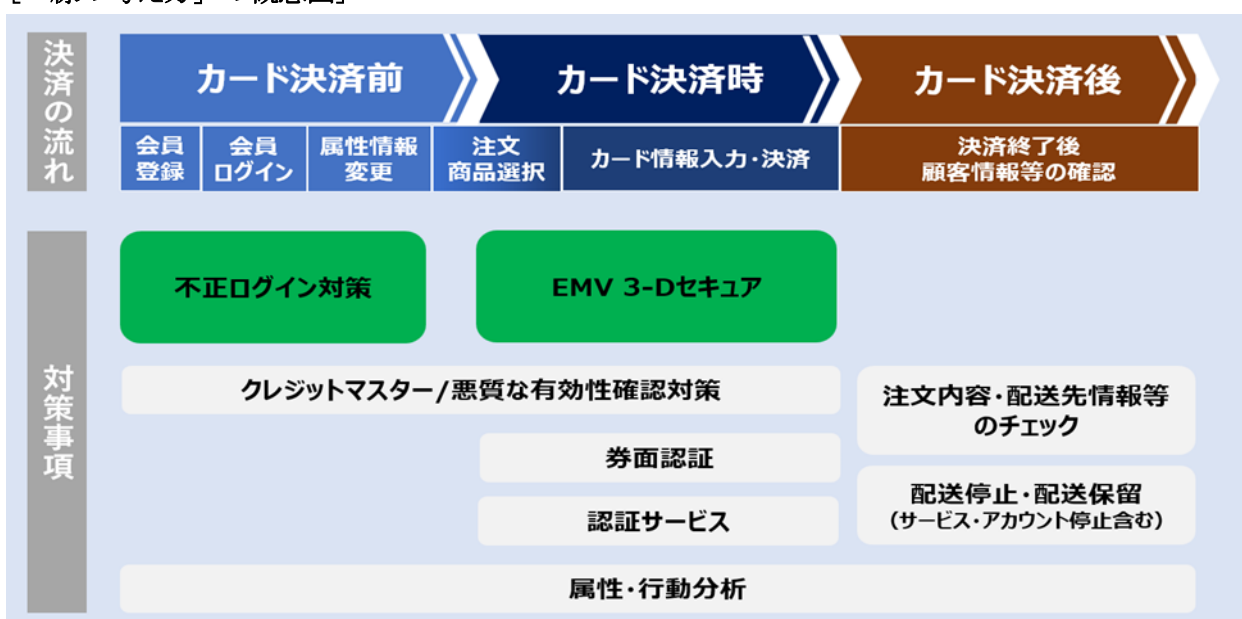 決済の流れ
カード決済前
カード決済時
カード決済後
会員
登録
会員
ログイン
属性情報
変更
注文
商品選択
カード情報入力・決済
決済終了後
顧客情報等の確認
対策事項
不正ログイン対策
EMV 3-Dセキュア
クレジットマスター/悪質な有効性確認対策
注文内容・配送先情報等
のチェック
券面認証
配送停止・配送保留
(サービス・アカウント停止含む)
認証サービス
属性・行動分析